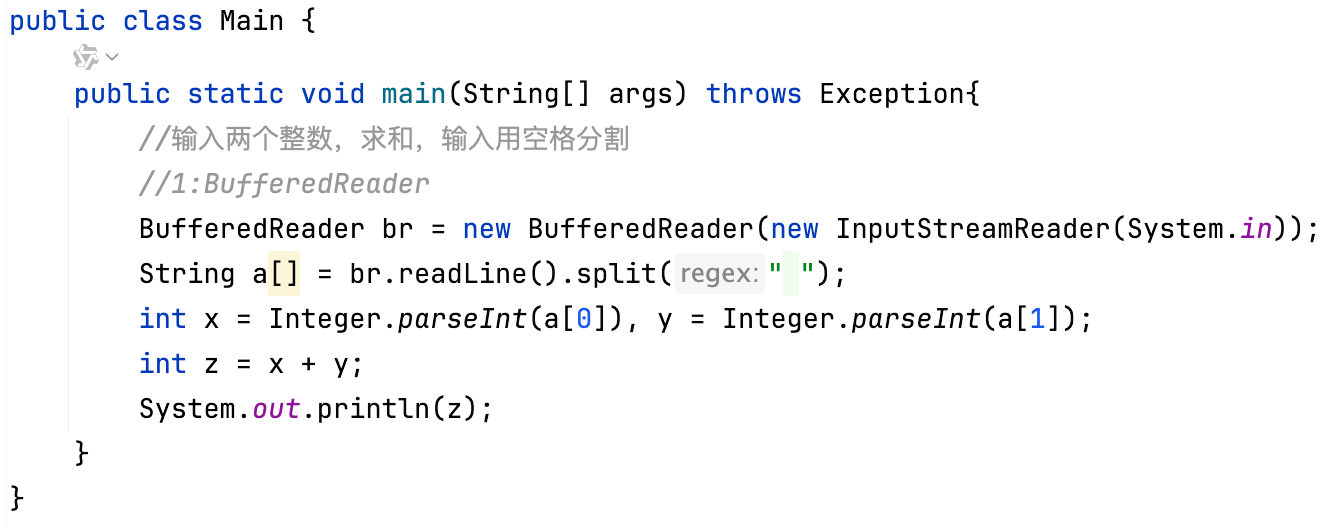 public class Main {
public static void main(String[] args) throws Exception{
//输入两个整数，求和，输入用空格分割
//1:BufferedReader
BufferedReader br = new BufferedReader(new InputStreamReader(System.in));
String a[] = br.readLine().split( regex: " ");
int x = Integer.parseInt(a[0]), y = Integer.parseInt(a[1]);
int z = x + y;
System.out.println(z);
}
}